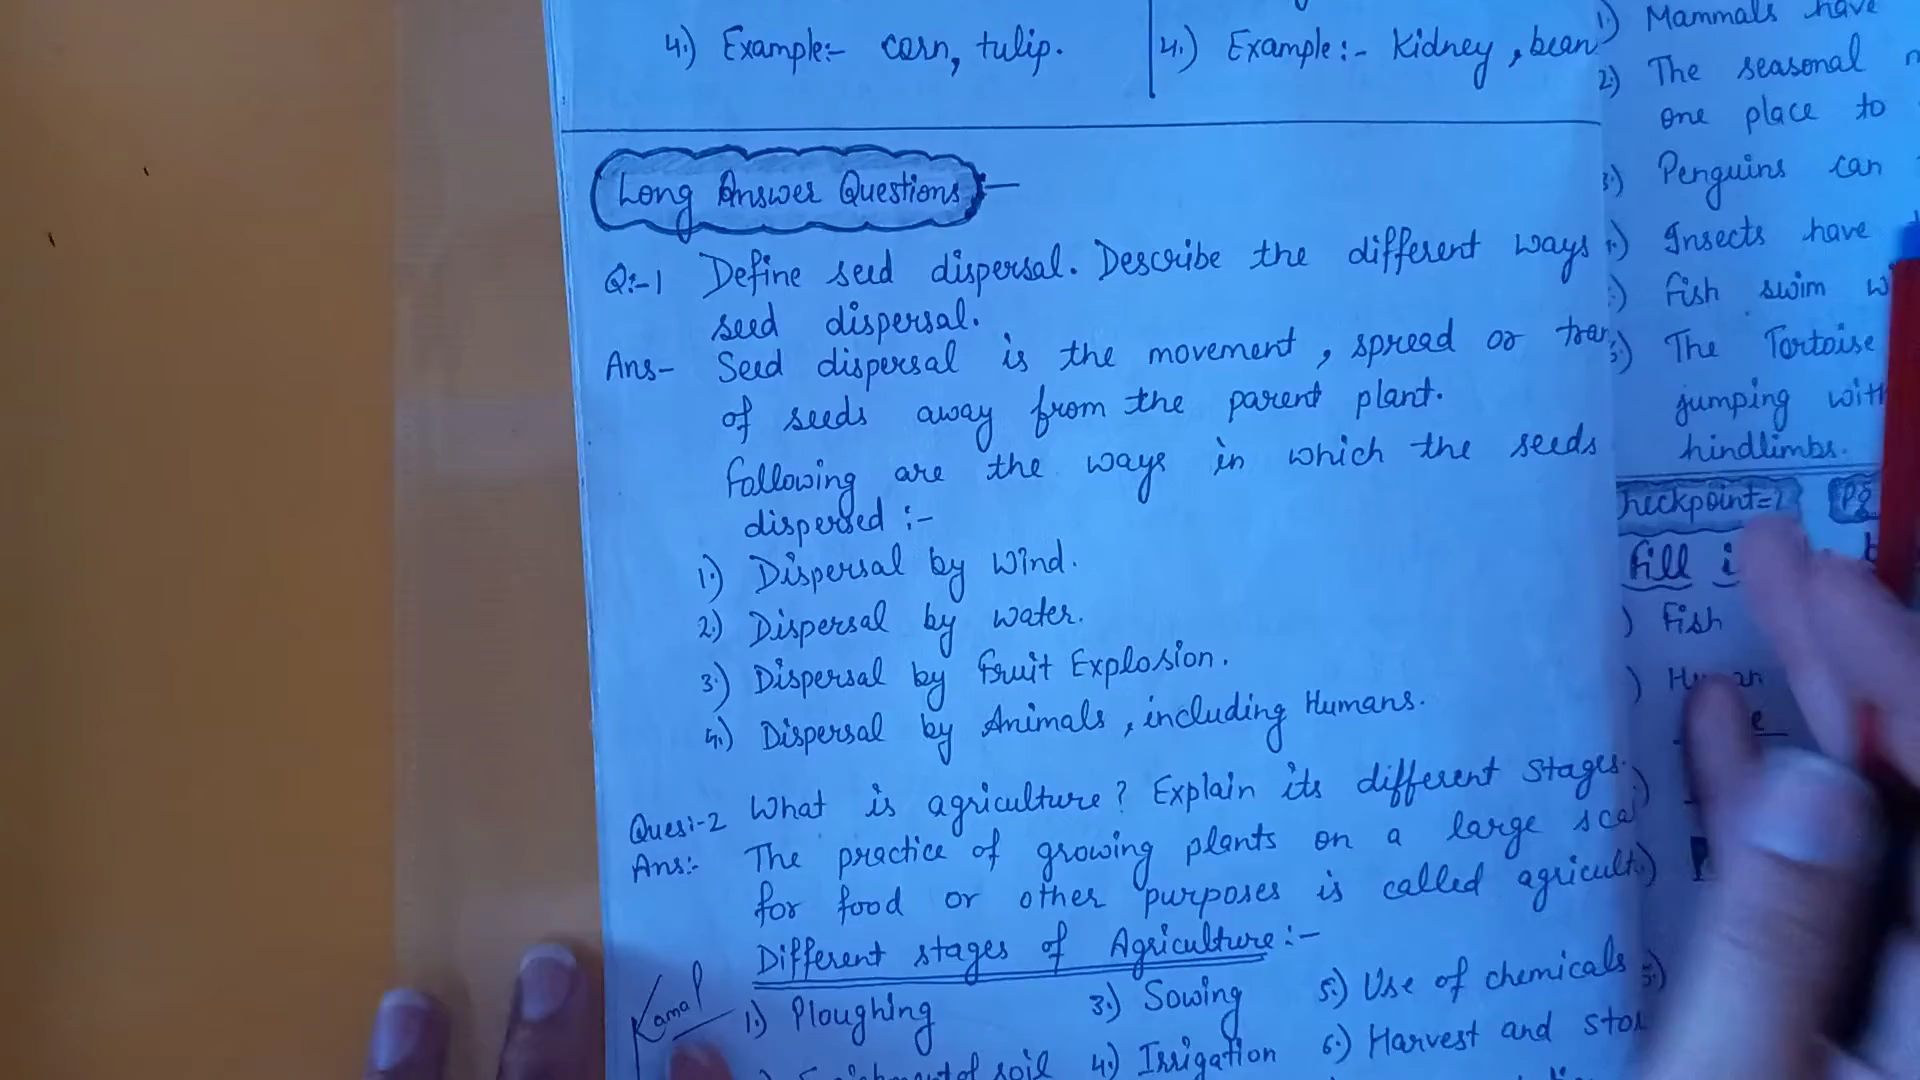 4.) Example:- corn, tulip.
4.) Example:- Kidney, bean
Long Answer Questions :-
Q:-1 Define seed dispersal. Describe the different ways
seed dispersal.
Ans- Seed dispersal is the movement, spread or
of seeds away from the parent plant.
Following are the ways in which the seeds
dispersed :-
1.) Dispersal by Wind.
2.) Dispersal by water.
3.) Dispersal by Fruit Explosion.
4.) Dispersal by Animals, including Humans.
Quesi-2 What is agriculture? Explain its different stages.
Ans:- The practice of growing plants on a large
for food or other purposes is called
Different stages of Agriculture:-
1.) Ploughing
3.) Sowing
5.) Use of chemicals
of soil
4.) Irrigation
6.) Harvest and
Kamal
1.) Mammals have
2.) The seasonal
one place to
Penguins can
Insects have
Fish swim
The Tortoise
jumping
hindlimbs.
Fill
Fish